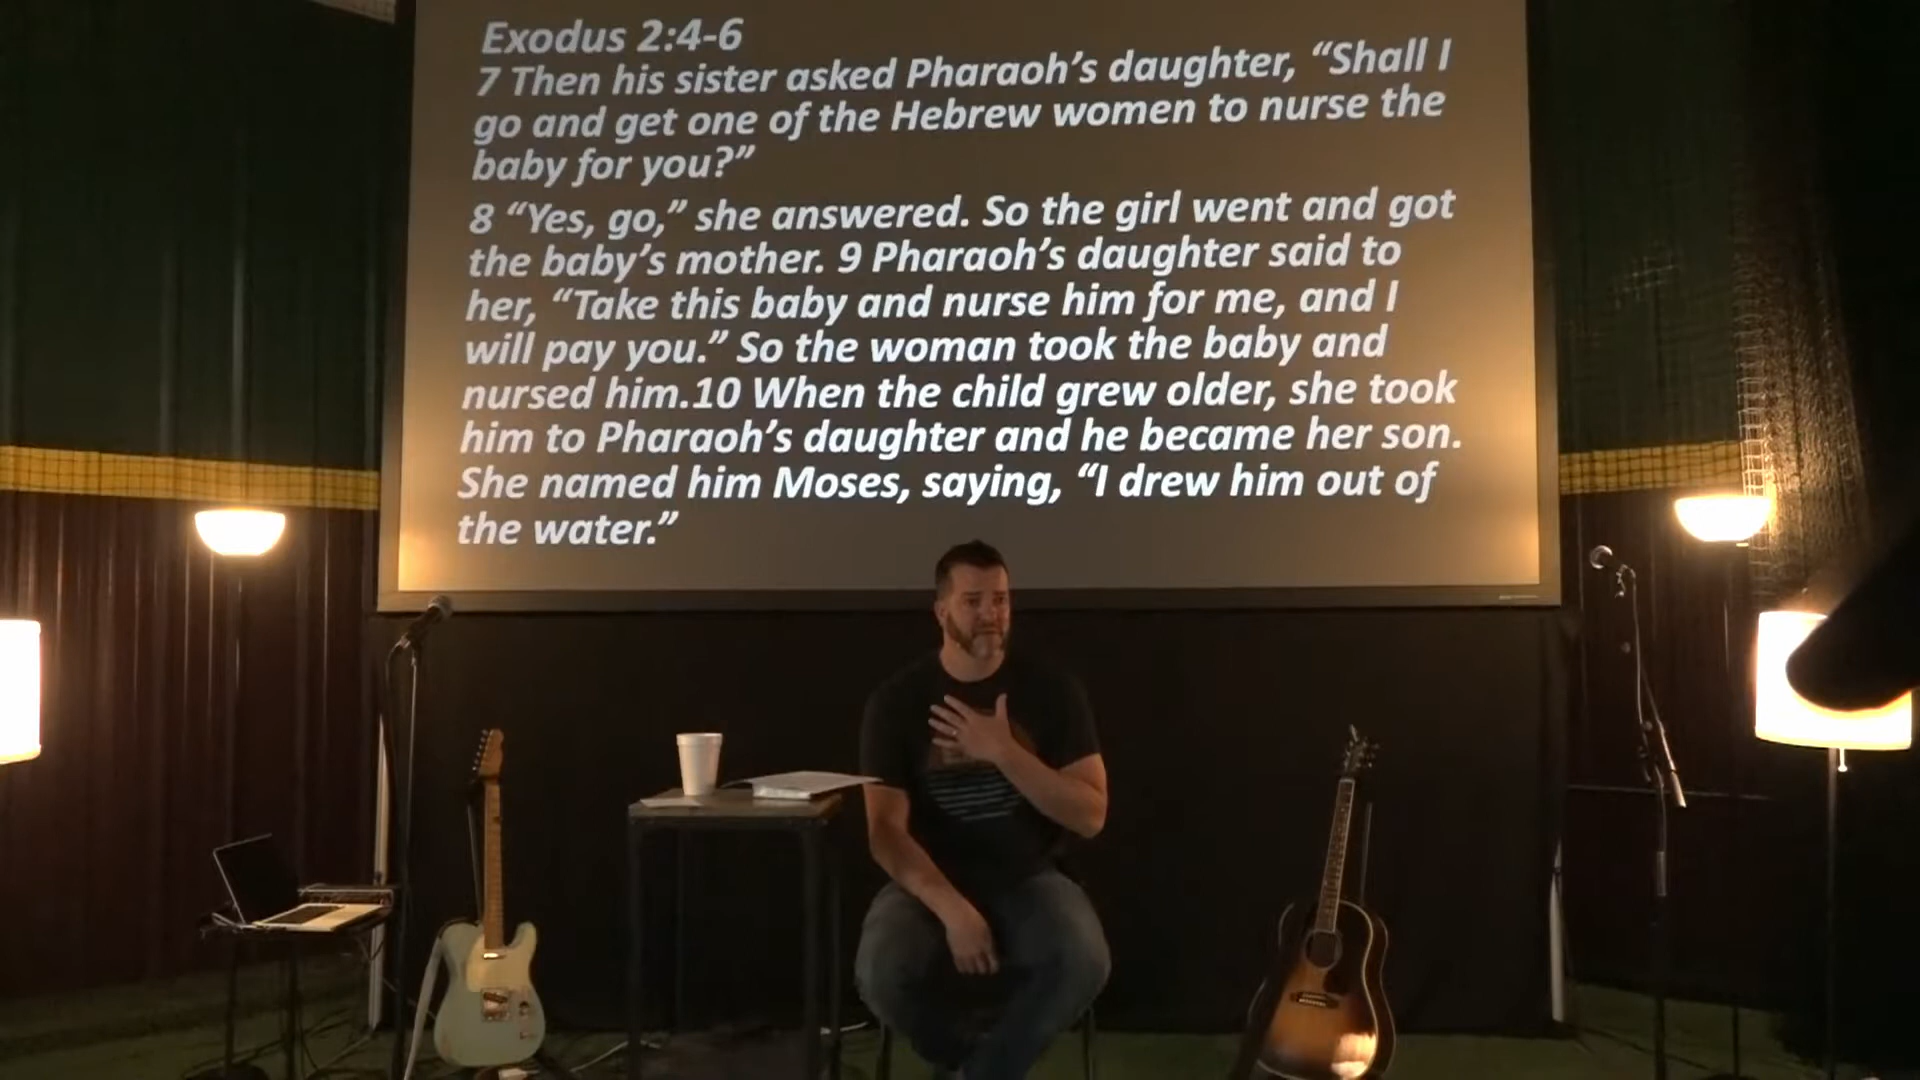 Exodus 2:4-6
7 Then his sister asked Pharaoh’s daughter, “Shall I
go and get one of the Hebrew women to nurse the
baby for you?”
8 “Yes, go,” she answered. So the girl went and got
the baby’s mother. 9 Pharaoh’s daughter said to
her, “Take this baby and nurse him for me, and I
will pay you.” So the woman took the baby and
nursed him.10 When the child grew older, she took
him to Pharaoh’s daughter and he became her son.
She named him Moses, saying, “I drew him out of
the water.”